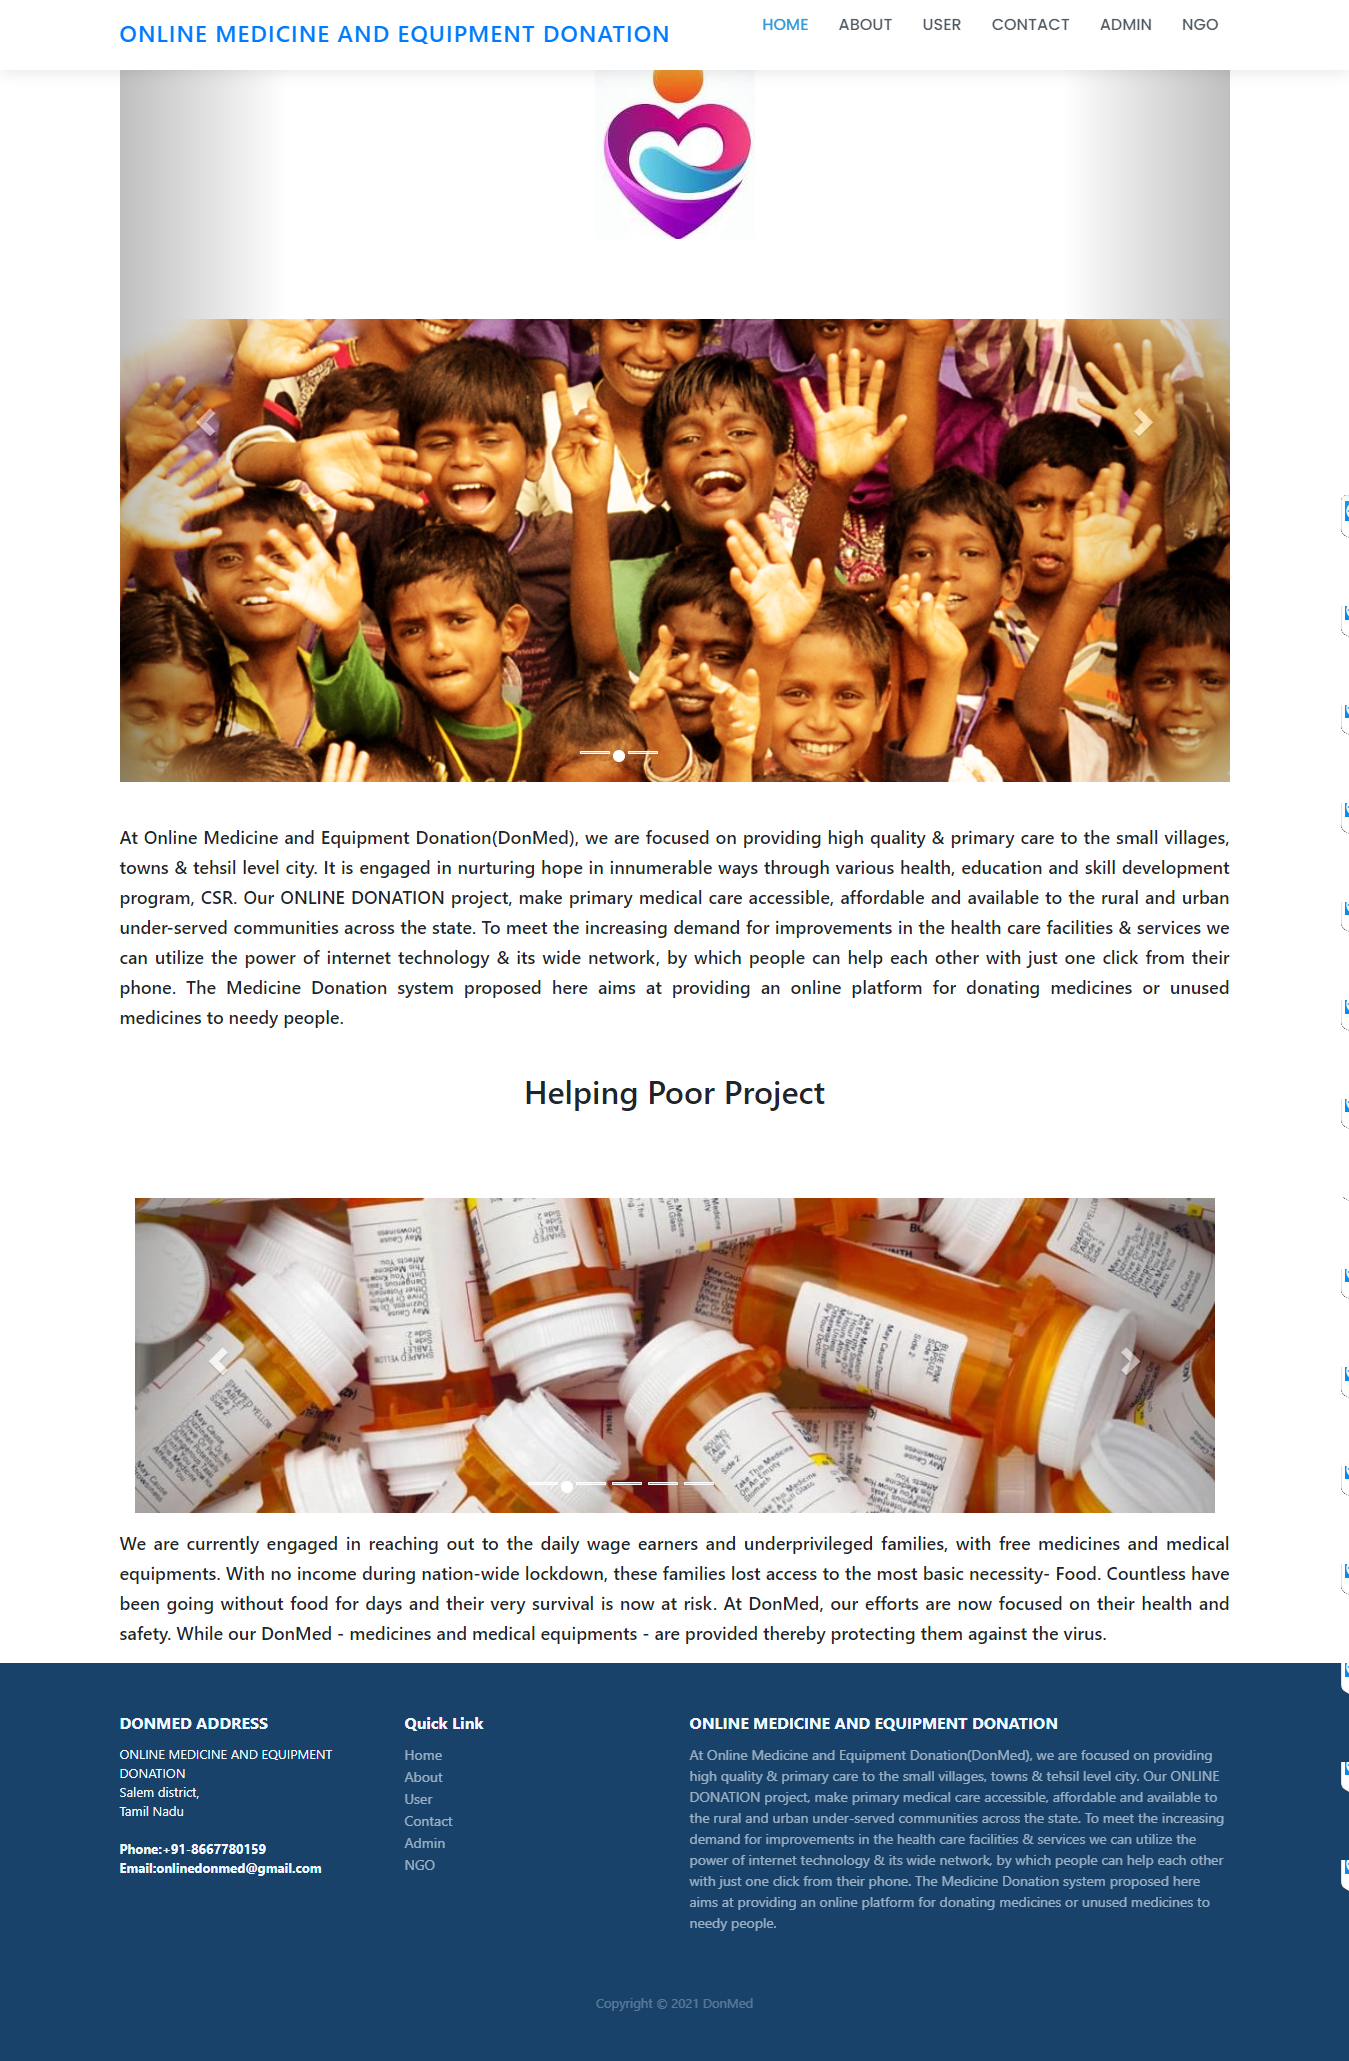 ONLINE MEDICINE AND EQUIPMENT DONATION
HOME ABOUT USER CONTACT ADMIN NGO
At Online Medicine and Equipment Donation(DonMed), we are focused on providing high quality & primary care to the small villages,
towns & tehsil level city. It is engaged in nurturing hope in innumerable ways through various health, education and skill development
program, CSR. Our ONLINE DONATION project, make primary medical care accessible, affordable and available to the rural and urban
under-served communities across the state. To meet the increasing demand for improvements in the health care facilities & services we
can utilize the power of internet technology & its wide network, by which people can help each other with just one click from their
phone. The Medicine Donation system proposed here aims at providing an online platform for donating medicines or unused
medicines to needy people.
Helping Poor Project
We are currently engaged in reaching out to the daily wage earners and underprivileged families, with free medicines and medical
equipments. With no income during nation-wide lockdown, these families lost access to the most basic necessity- Food. Countless have
been going without food for days and their very survival is now at risk. At DonMed, our efforts are now focused on their health and
safety. While our DonMed - medicines and medical equipments - are provided thereby protecting them against the virus.
DONMED ADDRESS
ONLINE MEDICINE AND EQUIPMENT
DONATION
Salem district,
Tamil Nadu
Phone:+91-8667780159
Email:onlinedonmed@gmail.com
Quick Link
Home
About
User
Contact
Admin
NGO
ONLINE MEDICINE AND EQUIPMENT DONATION
At Online Medicine and Equipment Donation(DonMed), we are focused on providing
high quality & primary care to the small villages, towns & tehsil level city. Our ONLINE
DONATION project, make primary medical care accessible, affordable and available to
the rural and urban under-served communities across the state. To meet the increasing
demand for improvements in the health care facilities & services we can utilize the
power of internet technology & its wide network, by which people can help each other
with just one click from their phone. The Medicine Donation system proposed here
aims at providing an online platform for donating medicines or unused medicines to
needy people.
Copyright © 2021 DonMed